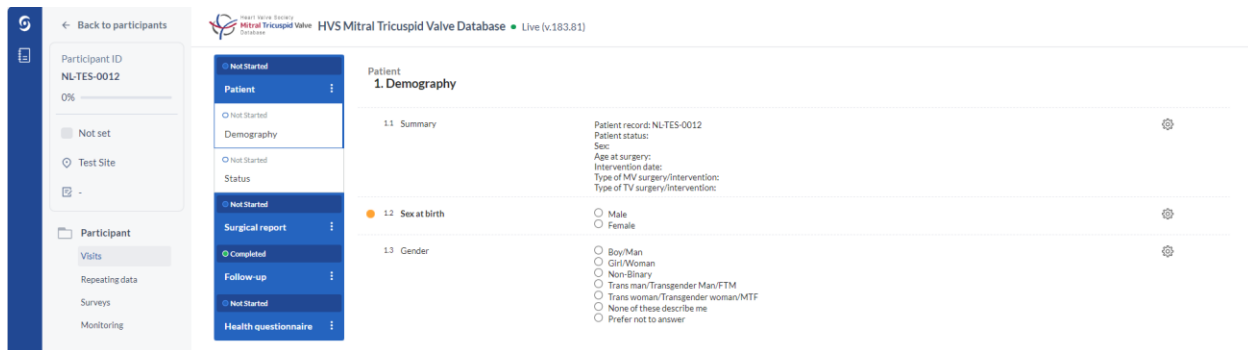 ← Back to participants
Participant ID
NL-TES-0012
0%
Not set
Test Site
-
Participant
Visits
Repeating data
Surveys
Monitoring
Heart Valve Society
Mitral Tricuspid Valve
Database
HVS Mitral Tricuspid Valve Database • Live (v.183.81)
Not Started
Patient
Not Started
Demography
Not Started
Status
Not Started
Surgical report
Completed
Follow-up
Not Started
Health questionnaire
Patient
1. Demography
1.1 Summary
Patient record: NL-TES-0012
Patient status:
Sex:
Age at surgery:
Intervention date:
Type of MV surgery/intervention:
Type of TV surgery/intervention:
1.2 Sex at birth
Male
Female
1.3 Gender
Boy/Man
Girl/Woman
Non-Binary
Trans man/Transgender Man/FTM
Trans woman/Transgender woman/MTF
None of these describe me
Prefer not to answer